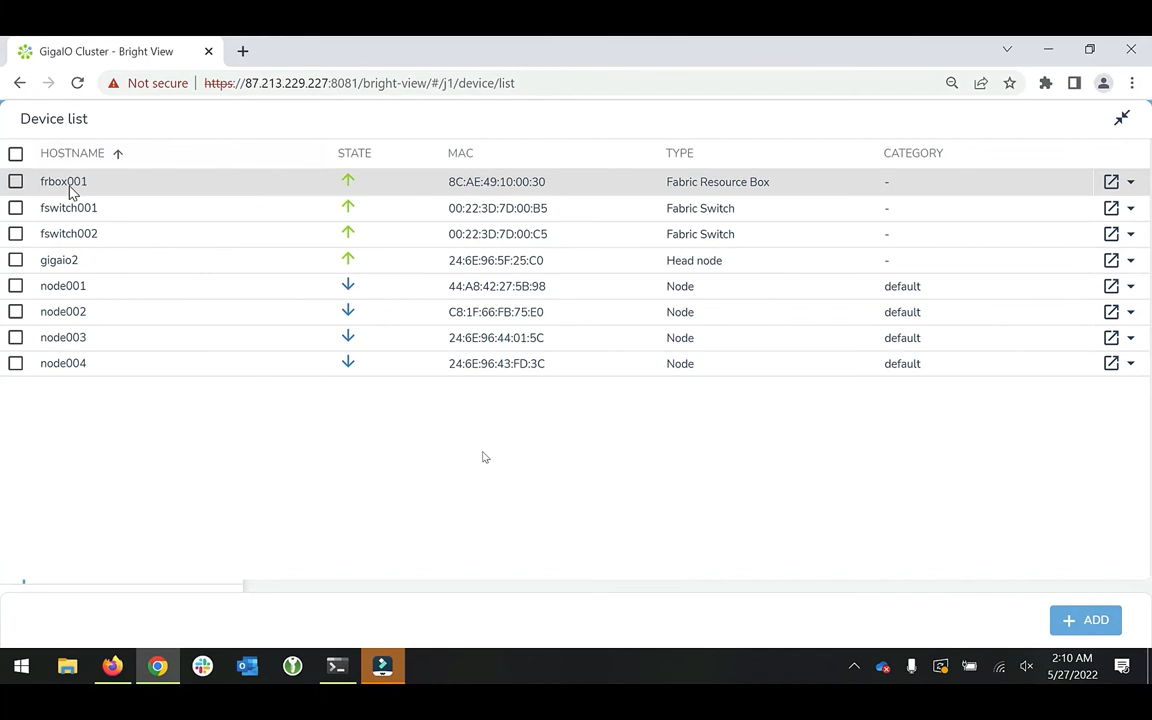 GigaIO Cluster - Bright View
Not secure https://87.213.229.227:8081/bright-view/#/j1/device/list
Device list
HOSTNAME STATE MAC TYPE CATEGORY
frbox001 8C:AE:49:10:00:30 Fabric Resource Box -
fswitch001 00:22:3D:7D:00:B5 Fabric Switch -
fswitch002 00:22:3D:7D:00:C5 Fabric Switch -
gigaio2 24:6E:96:5F:25:C0 Head node -
node001 44:A8:42:27:5B:98 Node default
node002 C8:1F:66:FB:75:E0 Node default
node003 24:6E:96:44:01:5C Node default
node004 24:6E:96:43:FD:3C Node default
+ ADD
2:10 AM
5/27/2022